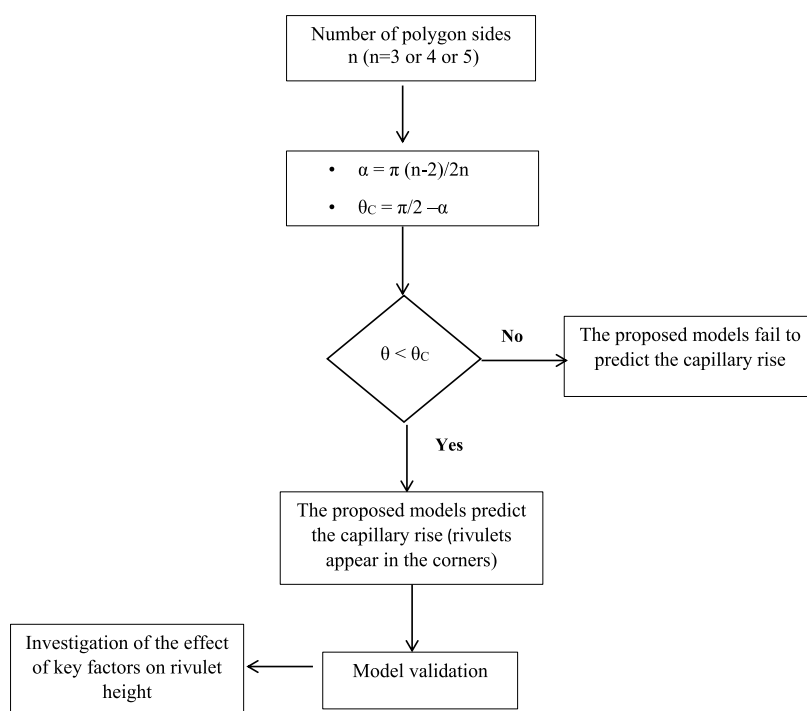 Number of polygon sides
n (n=3 or 4 or 5)
• α = π (n-2)/2n
• θC = π/2 –α
θ < θC
No
The proposed models fail to
predict the capillary rise
Yes
The proposed models predict
the capillary rise (rivulets
appear in the corners)
Investigation of the effect
of key factors on rivulet
height
Model validation